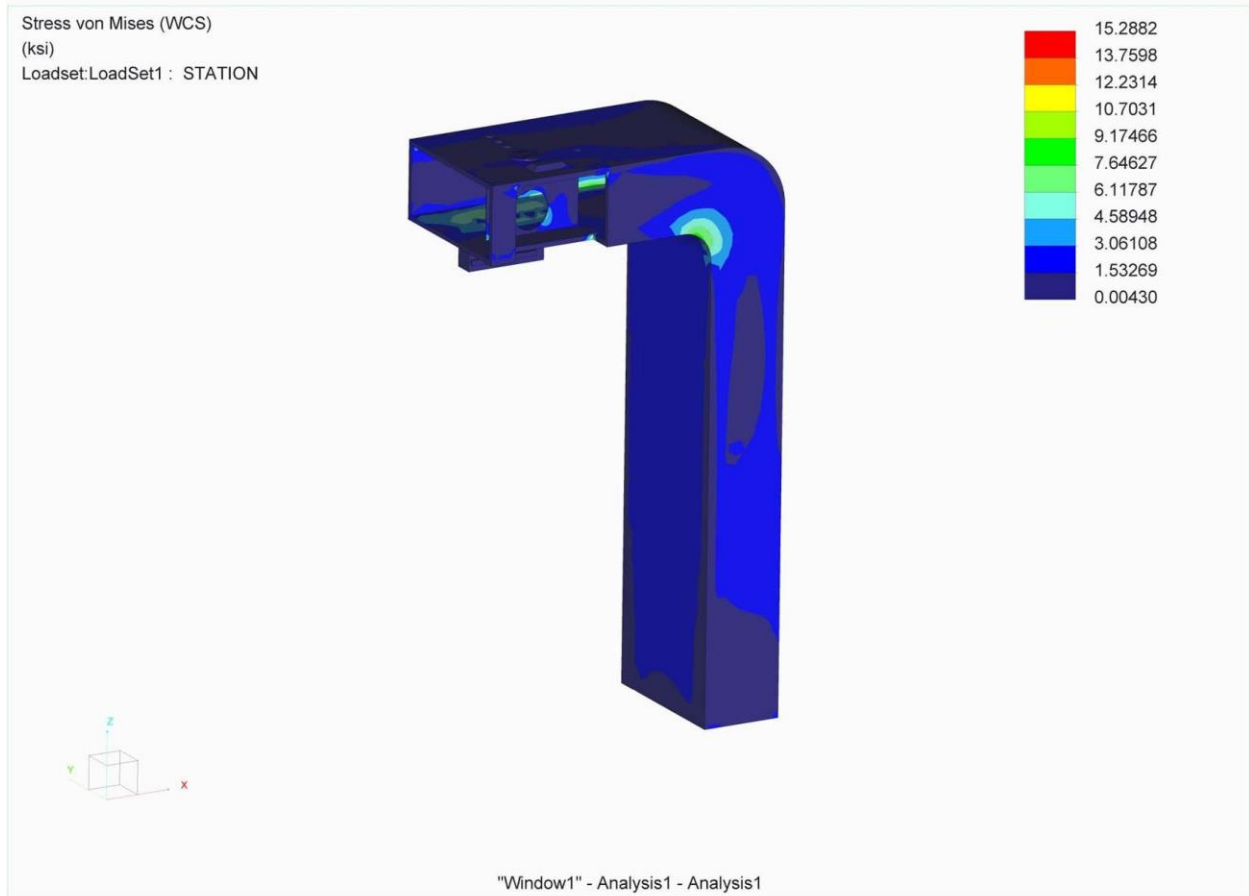 Stress von Mises (WCS)
(ksi)
Loadset:LoadSet1 : STATION
15.2882
13.7598
12.2314
10.7031
9.17466
7.64627
6.11787
4.58948
3.06108
1.53269
0.00430
Z
Y
X
"Window1" - Analysis1 - Analysis1